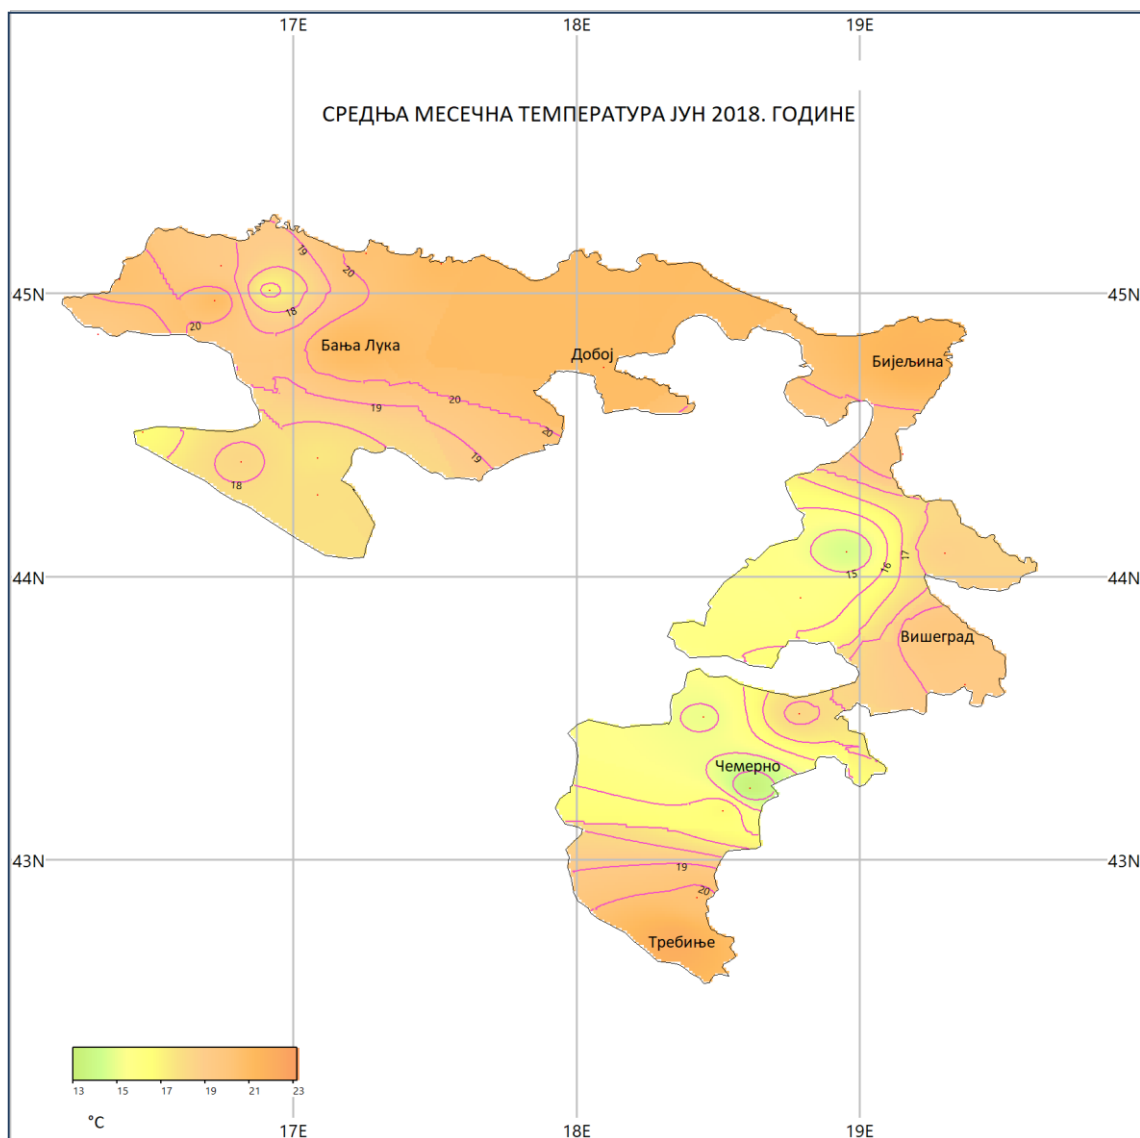 17E 18E 19E
СРЕДЊА МЕСЕЧНА ТЕМПЕРАТУРА ЈУН 2018. ГОДИНЕ
19
20
45N 45N
18
20
Бања Лука
Добој
Бијељина
20
19
20
19
18
17
16
15
44N 44N
Вишеград
Чемерно
43N 43N
19
20
Требиње
13 15 17 19 21 23
°C
17E 18E 19E